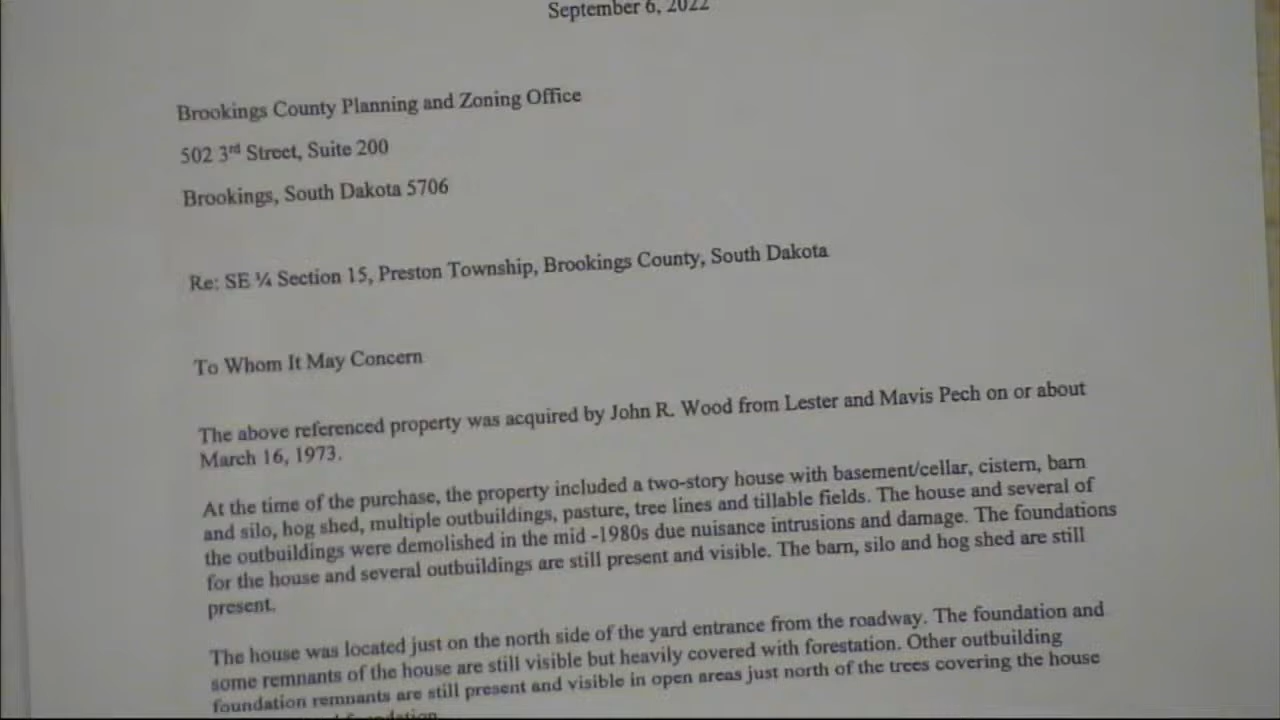 September 6, 2022
Brookings County Planning and Zoning Office
502 3rd Street, Suite 200
Brookings, South Dakota 5706
Re: SE ¼ Section 15, Preston Township, Brookings County, South Dakota
To Whom It May Concern
The above referenced property was acquired by John R. Wood from Lester and Mavis Pech on or about
March 16, 1973.
At the time of the purchase, the property included a two-story house with basement/cellar, cistern, barn
and silo, hog shed, multiple outbuildings, pasture, tree lines and tillable fields. The house and several of
the outbuildings were demolished in the mid -1980s due nuisance intrusions and damage. The foundations
for the house and several outbuildings are still present and visible. The barn, silo and hog shed are still
present.
The house was located just on the north side of the yard entrance from the roadway. The foundation and
some remnants of the house are still visible but heavily covered with forestation. Other outbuilding
foundation remnants are still present and visible in open areas just north of the trees covering the house
foundation